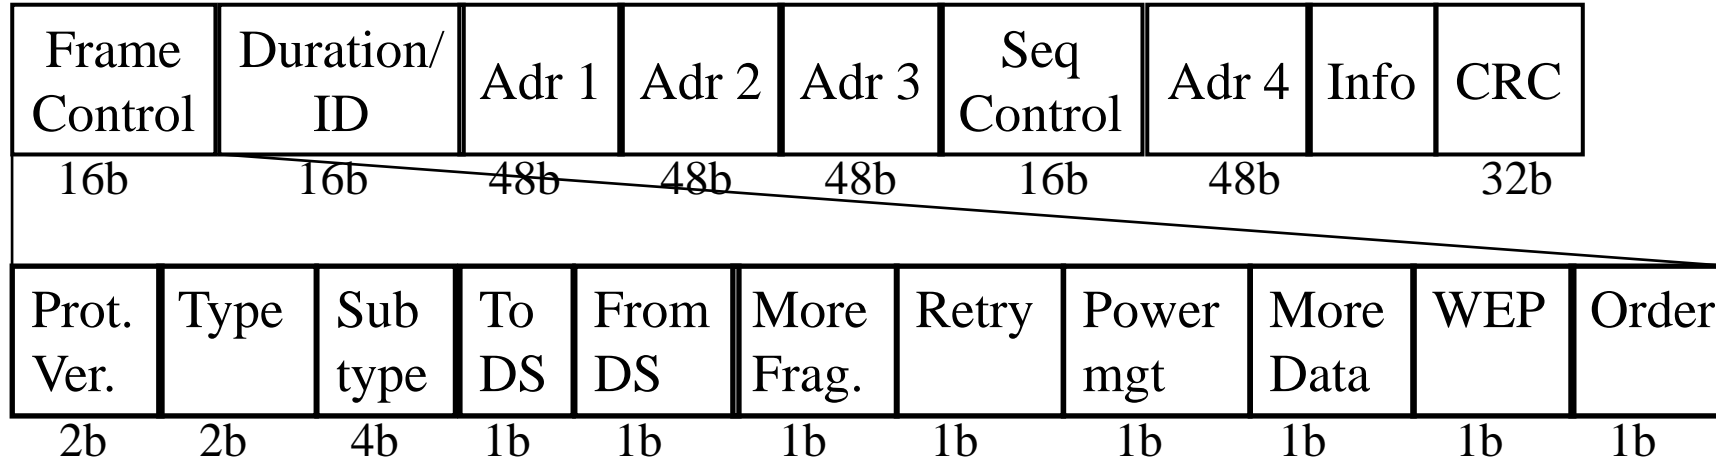 Frame Duration/ Seq
Adr 1 Adr 2 Adr 3 Adr 4 Info CRC
Control ID Control
16b 16b 48b 48b 48b 16b 48b 32b
Prot. Type Sub To From More Retry Power More WEP Order
Ver. type DS DS Frag. mgt Data
2b 2b 4b 1b 1b 1b 1b 1b 1b 1b 1b